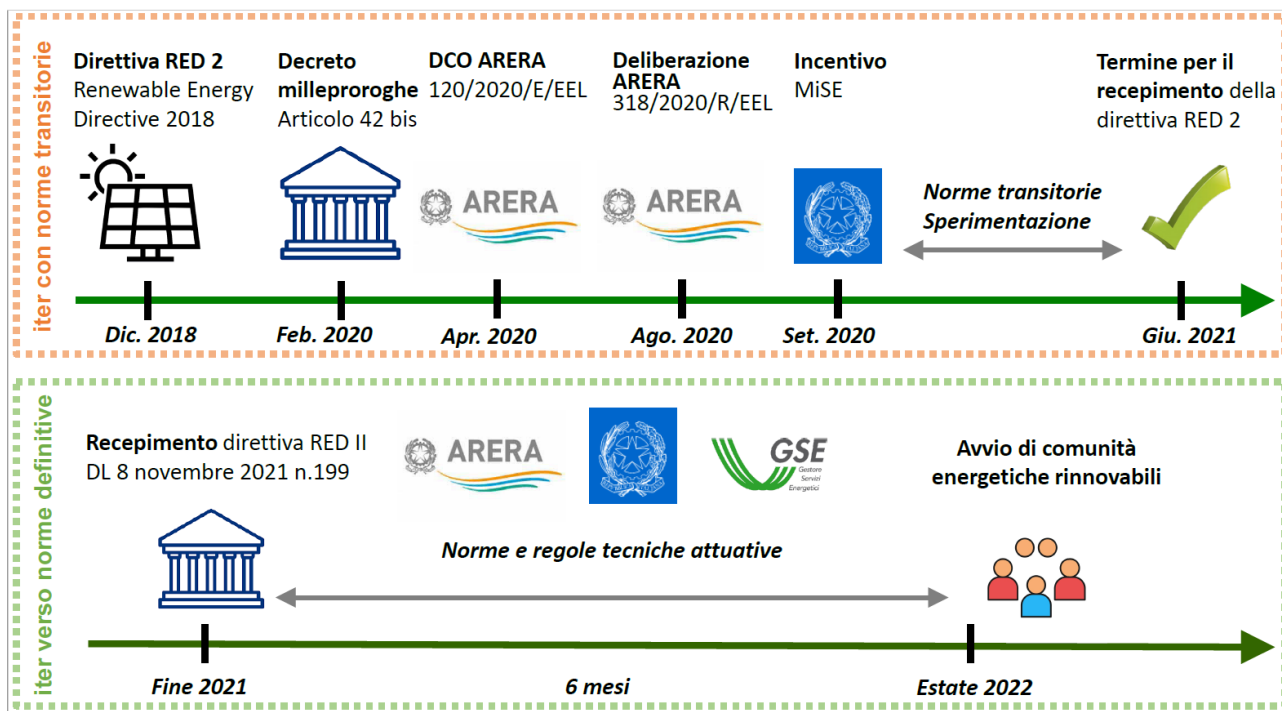 iter con norme transitorie
Direttiva RED 2
Renewable Energy
Directive 2018
Decreto
milleproroghe
Articolo 42 bis
DCO ARERA
120/2020/E/EEL
Deliberazione
ARERA
318/2020/R/EEL
Incentivo
MiSE
Termine per il
recepimento della
direttiva RED 2
ARERA
ARERA
Norme transitorie
Sperimentazione
Dic. 2018
Feb. 2020
Apr. 2020
Ago. 2020
Set. 2020
Giu. 2021
iter verso norme definitive
Recepimento direttiva RED II
DL 8 novembre 2021 n.199
ARERA
GSE
Gestore
Servizi
Energetici
Avvio di comunità
energetiche rinnovabili
Norme e regole tecniche attuative
Fine 2021
6 mesi
Estate 2022